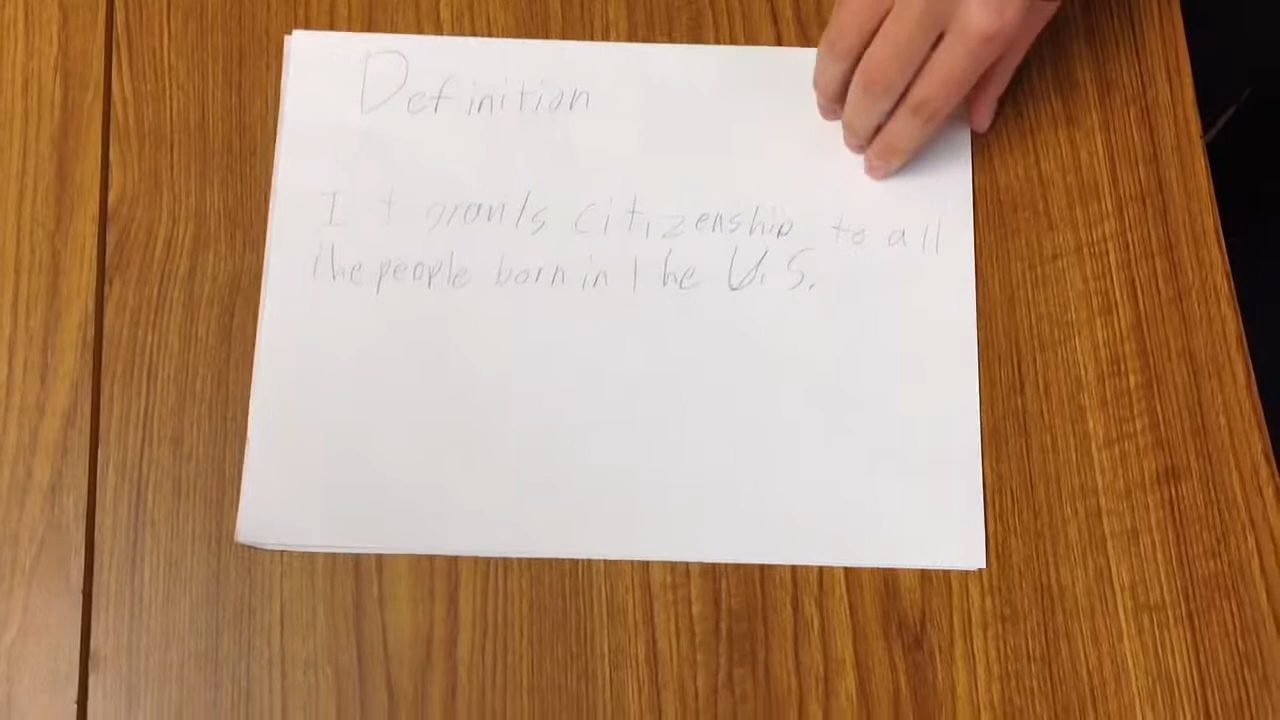 Definition
It grants citizenship to all
the people born in the U.S.